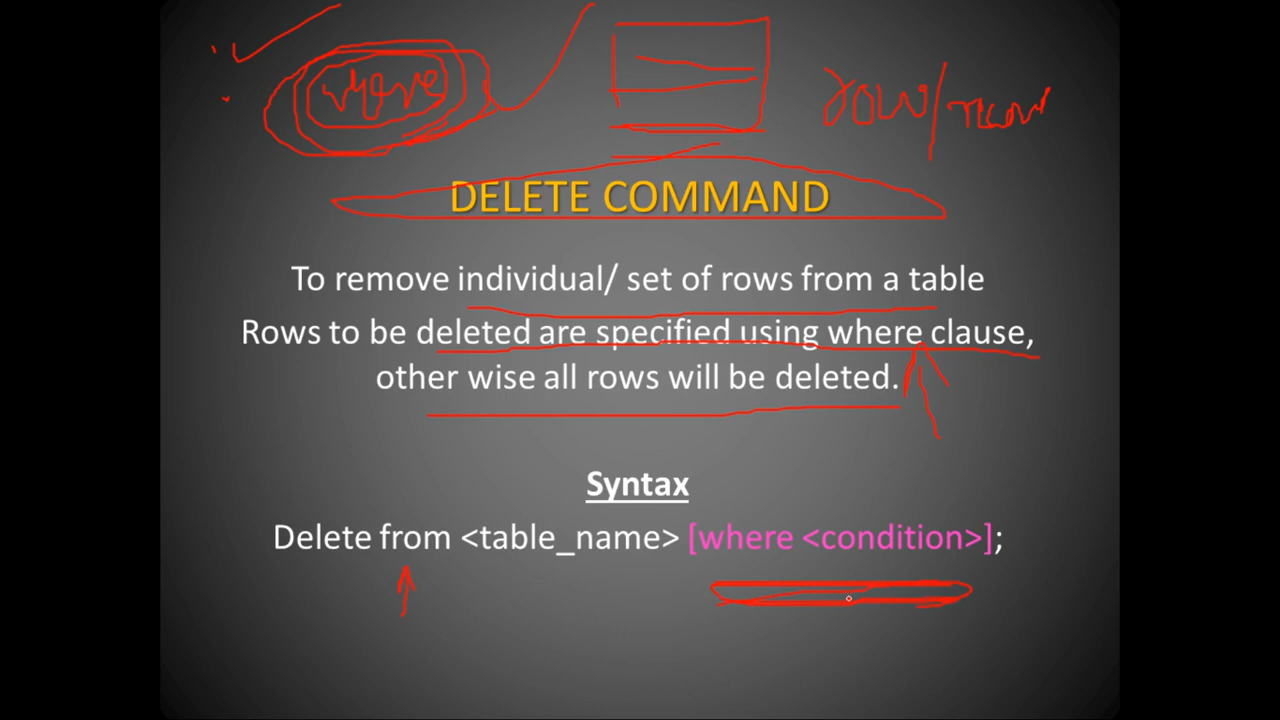 where row/record
DELETE COMMAND
To remove individual/ set of rows from a table
Rows to be deleted are specified using where clause,
other wise all rows will be deleted.
Syntax
Delete from <table_name> [where <condition>];